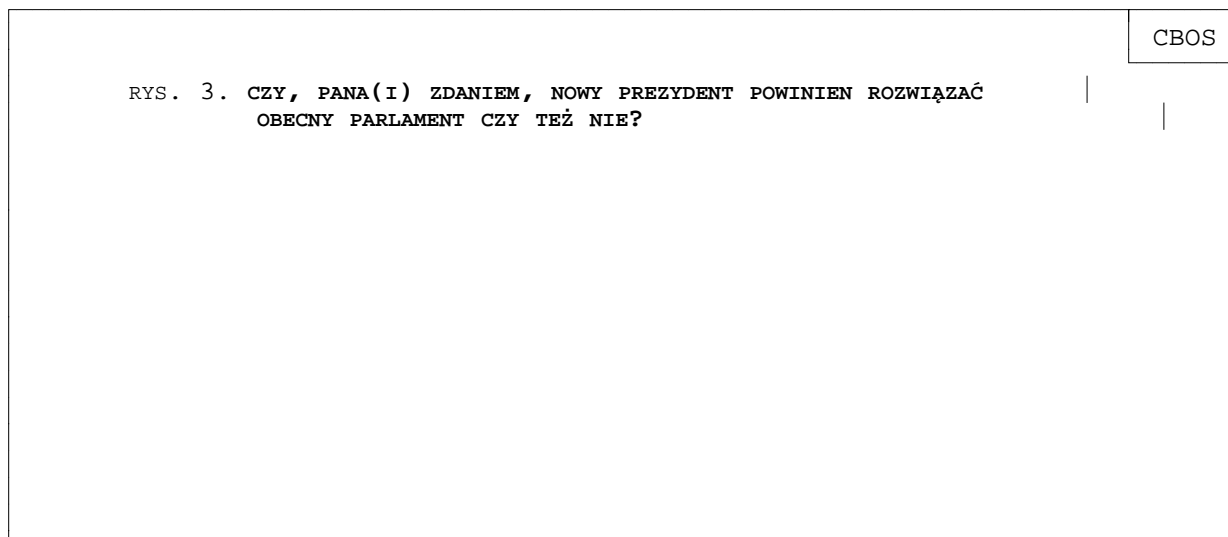 CBOS
RYS. 3. CZY, PANA(I) ZDANIEM, NOWY PREZYDENT POWINIEN ROZWIĄZAĆ
OBECNY PARLAMENT CZY TEŻ NIE?